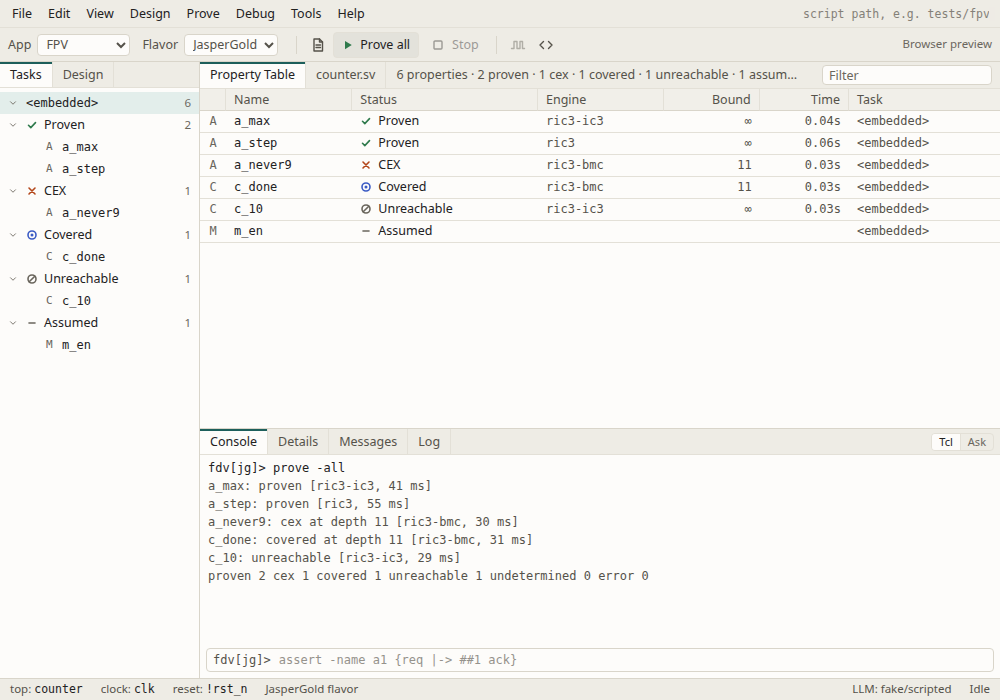 File Edit View Design Prove Debug Tools Help script path, e.g. tests/fpv
App FPV Flavor JasperGold Prove all Stop Browser preview
Tasks Design Property Table counter.sv 6 properties · 2 proven · 1 cex · 1 covered · 1 unreachable · 1 assum... Filter
<embedded> 6
Proven 2
A a_max
A a_step
CEX 1
A a_never9
Covered 1
C c_done
Unreachable 1
C c_10
Assumed 1
M m_en
Name Status Engine Bound Time Task
A a_max Proven ric3-ic3 ∞ 0.04s <embedded>
A a_step Proven ric3 ∞ 0.06s <embedded>
A a_never9 CEX ric3-bmc 11 0.03s <embedded>
C c_done Covered ric3-bmc 11 0.03s <embedded>
C c_10 Unreachable ric3-ic3 ∞ 0.03s <embedded>
M m_en Assumed <embedded>
Console Details Messages Log Tcl Ask
fdv[jg]> prove -all
a_max: proven [ric3-ic3, 41 ms]
a_step: proven [ric3, 55 ms]
a_never9: cex at depth 11 [ric3-bmc, 30 ms]
c_done: covered at depth 11 [ric3-bmc, 31 ms]
c_10: unreachable [ric3-ic3, 29 ms]
proven 2 cex 1 covered 1 unreachable 1 undetermined 0 error 0
fdv[jg]> assert -name a1 {req |-> ##1 ack}
top: counter clock: clk reset: !rst_n JasperGold flavor LLM: fake/scripted Idle